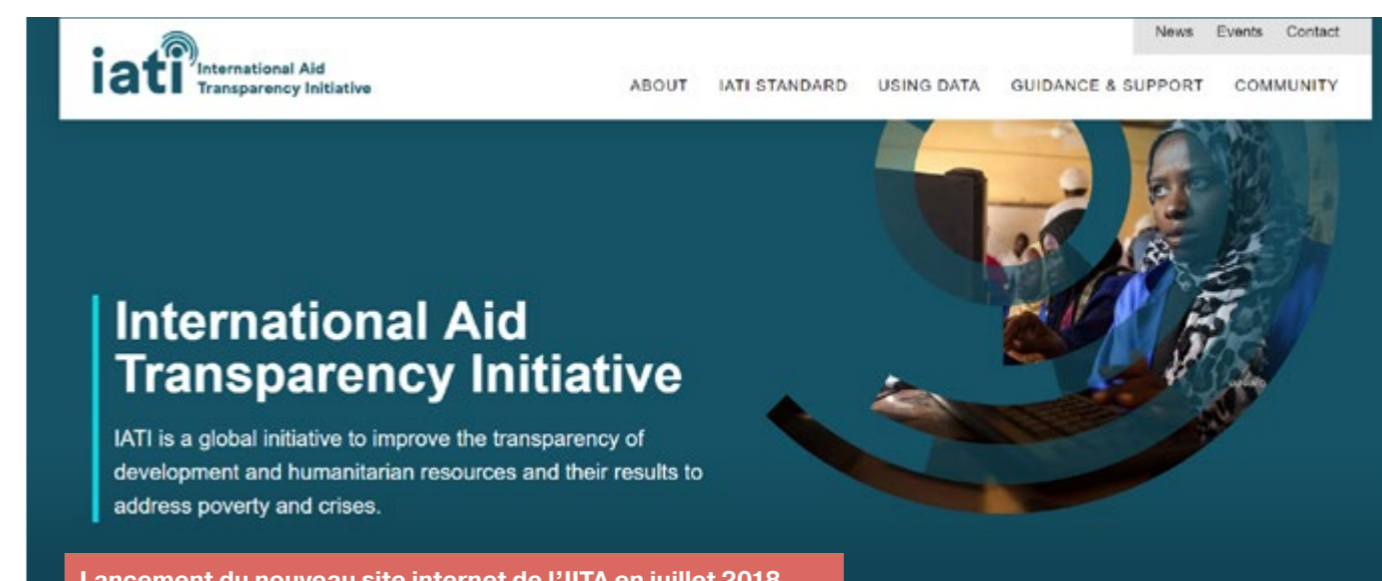 News Events Contact
iati International Aid
Transparency Initiative
ABOUT IATI STANDARD USING DATA GUIDANCE & SUPPORT COMMUNITY
International Aid
Transparency Initiative
IATI is a global initiative to improve the transparency of
development and humanitarian resources and their results to
address poverty and crises.
Lancement du nouveau site internet de l'IITA en juillet 2018